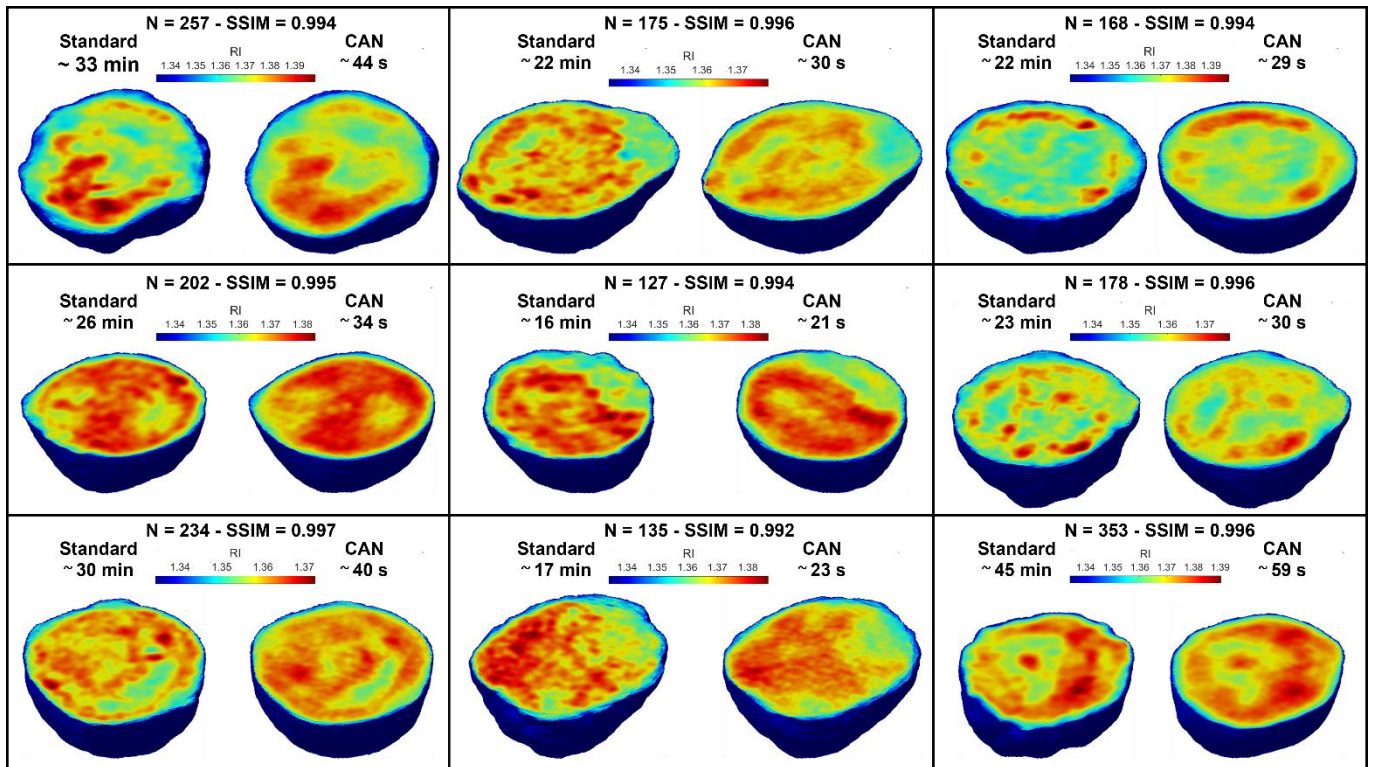 N = 257 - SSIM = 0.994
Standard
~ 33 min
RI
1.34 1.35 1.36 1.37 1.38 1.39
CAN
~ 44 s
N = 175 - SSIM = 0.996
Standard
~ 22 min
RI
1.34 1.35 1.36 1.37
CAN
~ 30 s
N = 168 - SSIM = 0.994
Standard
~ 22 min
RI
1.34 1.35 1.36 1.37 1.38 1.39
CAN
~ 29 s
N = 202 - SSIM = 0.995
Standard
~ 26 min
RI
1.34 1.35 1.36 1.37 1.38
CAN
~ 34 s
N = 127 - SSIM = 0.994
Standard
~ 16 min
RI
1.34 1.35 1.36 1.37 1.38
CAN
~ 21 s
N = 178 - SSIM = 0.996
Standard
~ 23 min
RI
1.34 1.35 1.36 1.37
CAN
~ 30 s
N = 234 - SSIM = 0.997
Standard
~ 30 min
RI
1.34 1.35 1.36 1.37
CAN
~ 40 s
N = 135 - SSIM = 0.992
Standard
~ 17 min
RI
1.34 1.35 1.36 1.37 1.38
CAN
~ 23 s
N = 353 - SSIM = 0.996
Standard
~ 45 min
RI
1.34 1.35 1.36 1.37 1.38 1.39
CAN
~ 59 s